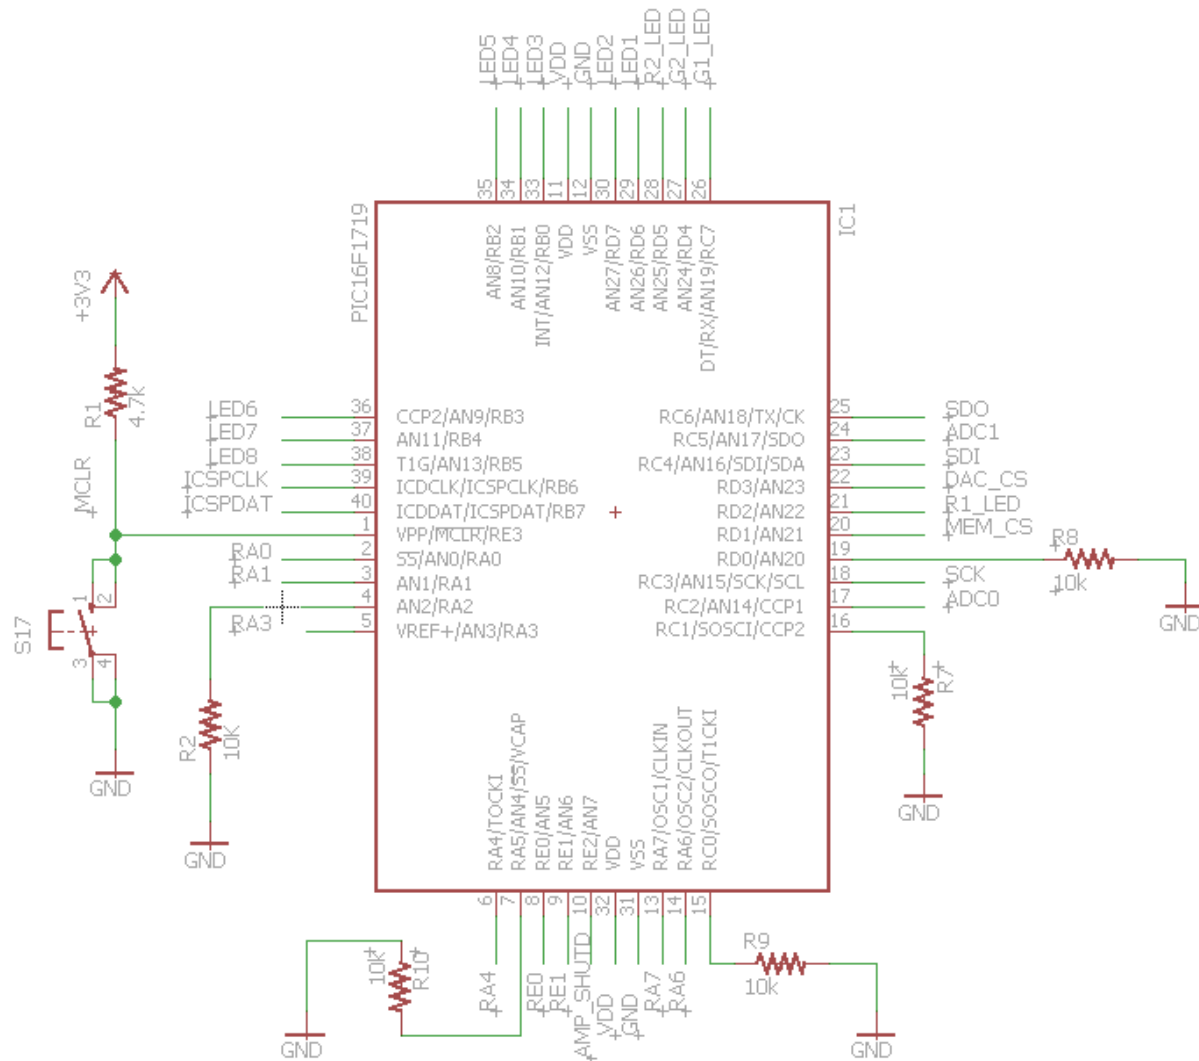 LED5
LED4
LED3
VDD
GND
LED2
LED1
R2_LED
G2_LED
G1_LED
35
34
33
11
12
30
29
28
27
26
PIC16F1719
IC1
AN8/RB2
AN10/RB1
INT/AN12/RB0
VDD
VSS
AN27/RD7
AN26/RD6
AN25/RD5
AN24/RD4
DT/RX/AN19/RC7
+3V3
R1
4.7k
MCLR
LED6
36
CCP2/AN9/RB3
LED7
37
AN11/RB4
LED8
38
T1G/AN13/RB5
ICSPCLK
39
ICDCLK/ICSPCLK/RB6
ICSPDAT
40
ICDDAT/ICSPDAT/RB7
1
VPP/MCLR/RE3
RA0
2
SS/AN0/RA0
RA1
3
AN1/RA1
4
AN2/RA2
RA3
5
VREF+/AN3/RA3
RC6/AN18/TX/CK
25
SDO
RC5/AN17/SDO
24
ADC1
RC4/AN16/SDI/SDA
23
SDI
RD3/AN23
22
DAC_CS
RD2/AN22
21
R1_LED
RD1/AN21
20
MEM_CS
RD0/AN20
19
R8
10k
GND
RC3/AN15/SCK/SCL
18
SCK
RC2/AN14/CCP1
17
ADC0
RC1/SOSCI/CCP2
16
10k
R7
GND
S17
1
2
3
4
GND
R2
10K
GND
RA4/TOCKI
RA5/AN4/SS/VCAP
RE0/AN5
RE1/AN6
RE2/AN7
VDD
VSS
RA7/OSC1/CLKIN
RA6/OSC2/CLKOUT
RC0/SOSCO/T1CKI
6
7
8
9
10
32
31
13
14
15
10k
R10
GND
RA4
RE0
RE1
AMP_SHUTD
VDD
GND
RA7
RA6
R9
10k
GND